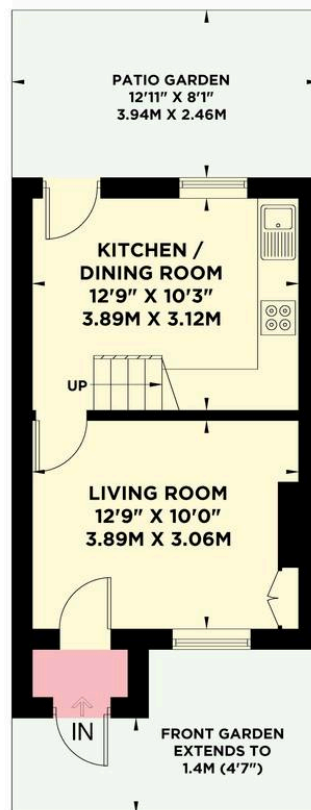 PATIO GARDEN
12'11" X 8'1"
3.94M X 2.46M
KITCHEN /
DINING ROOM
12'9" X 10'3"
3.89M X 3.12M
UP
LIVING ROOM
12'9" X 10'0"
3.89M X 3.06M
IN
FRONT GARDEN
EXTENDS TO
1.4M (4'7")